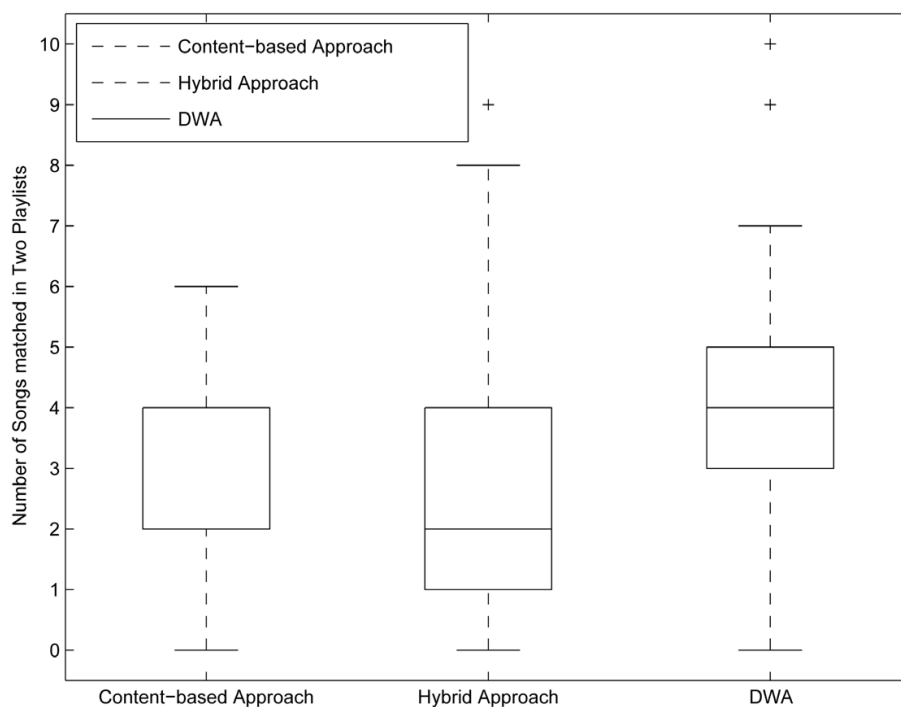 Content−based Approach
Hybrid Approach
DWA
Number of Songs matched in Two Playlists
10
9
8
7
6
5
4
3
2
1
0
Content−based Approach Hybrid Approach DWA